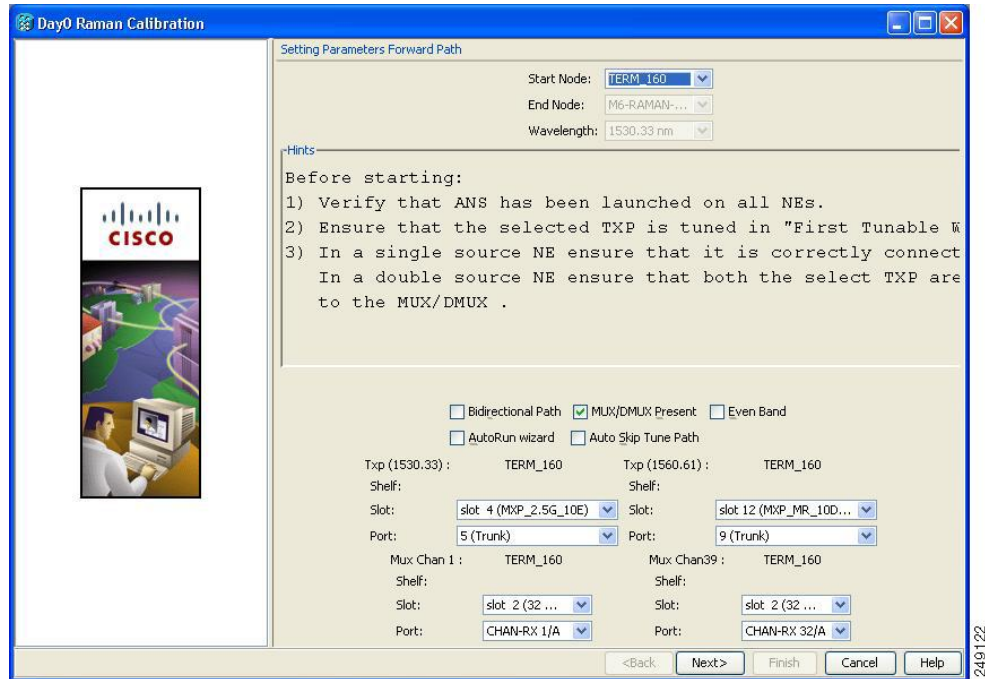 Day0 Raman Calibration
Setting Parameters Forward Path
Start Node: TERM_160
End Node: M6-RAMAN-...
Wavelength: 1530.33 nm
Hints
Before starting:
1) Verify that ANS has been launched on all NEs.
2) Ensure that the selected TXP is tuned in "First Tunable W
3) In a single source NE ensure that it is correctly connect
In a double source NE ensure that both the select TXP are
to the MUX/DMUX .
CISCO
Bidirectional Path MUX/DMUX Present Even Band
AutoRun wizard Auto Skip Tune Path
Txp (1530.33) : TERM_160 Txp (1560.61) : TERM_160
Shelf: Shelf:
Slot: slot 4 (MXP_2.5G_10E) Slot: slot 12 (MXP_MR_10D...
Port: 5 (Trunk) Port: 9 (Trunk)
Mux Chan 1 : TERM_160 Mux Chan39 : TERM_160
Shelf: Shelf:
Slot: slot 2 (32 ... Slot: slot 2 (32 ...
Port: CHAN-RX 1/A Port: CHAN-RX 32/A
<Back Next> Finish Cancel Help
249122